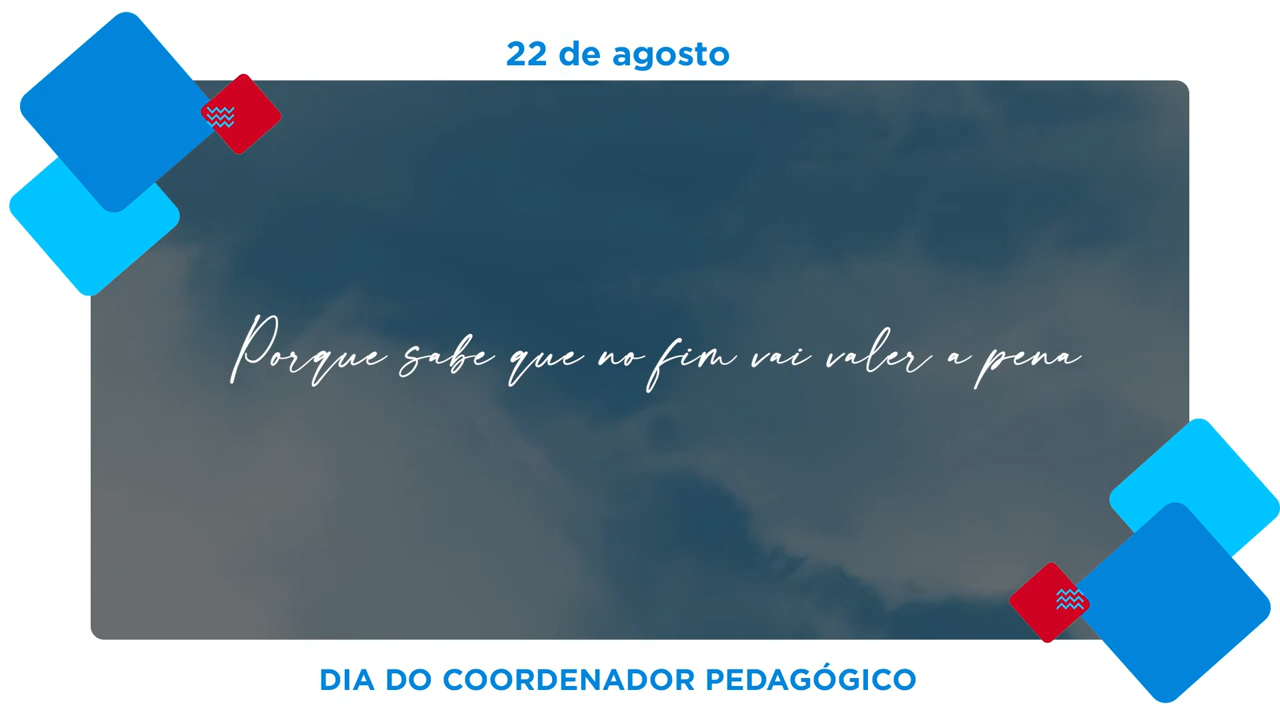 22 de agosto
Porque sabe que no fim vai valer a pena
DIA DO COORDENADOR PEDAGÓGICO